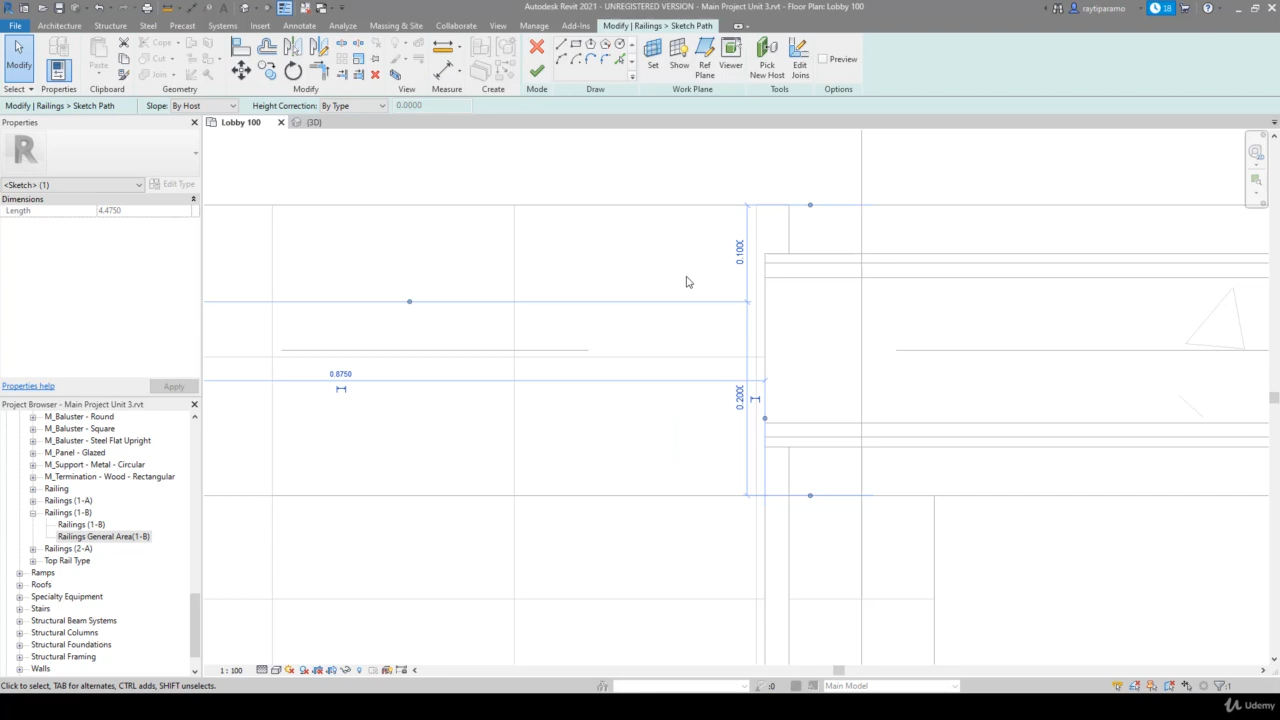 Autodesk Revit 2021 - UNREGISTERED VERSION - Main Project Unit 3.rvt - Floor Plan: Lobby 100
raytiparamo
18
File Architecture Structure Steel Precast Systems Insert Annotate Analyze Massing & Site Collaborate View Manage Add-Ins Modify | Railings > Sketch Path
Modify
Paste
Cope
Cut
Join
Set
Show
Ref Plane
Viewer
Pick New Host
Edit Joins
Preview
Select Properties Clipboard Geometry Modify View Measure Create Mode Draw Work Plane Tools Options
Modify | Railings > Sketch Path Slope: By Host Height Correction: By Type 0.0000
Properties
Lobby 100
{3D}
R
<Sketch> (1)
Edit Type
Dimensions
Length 4.4750
Properties help
Apply
Project Browser - Main Project Unit 3.rvt
M_Baluster - Round
M_Baluster - Square
M_Baluster - Steel Flat Upright
M_Panel - Glazed
M_Support - Metal - Circular
M_Termination - Wood - Rectangular
Railing
Railings (1-A)
Railings (1-B)
Railings (1-B)
Railings General Area(1-B)
Railings (2-A)
Top Rail Type
Ramps
Roofs
Specialty Equipment
Stairs
Structural Beam Systems
Structural Columns
Structural Foundations
Structural Framing
Walls
0.1000
0.8750
0.2000
1 : 100
Click to select, TAB for alternates, CTRL adds, SHIFT unselects.
:0
Main Model
:1
Udemy